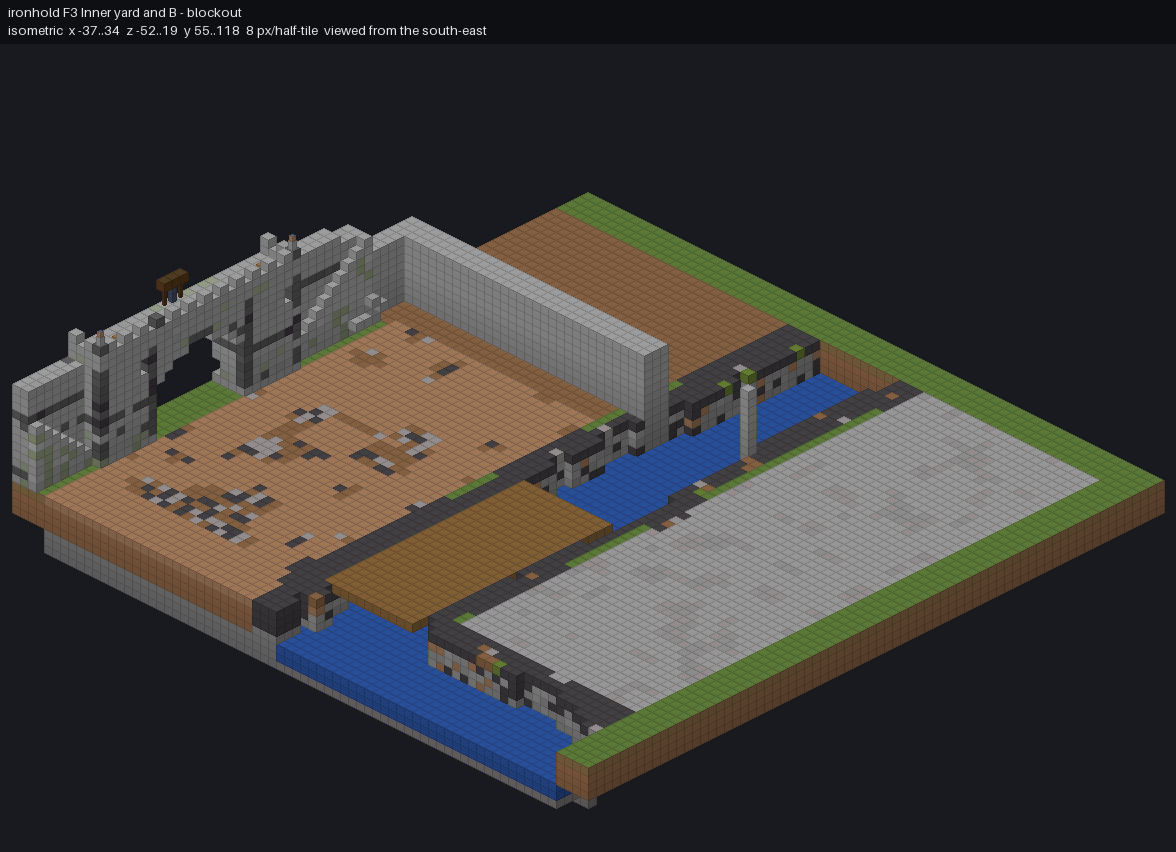 ironhold F3 Inner yard and B - blockout
isometric x -37..34 z -52..19 y 55..118 8 px/half-tile viewed from the south-east